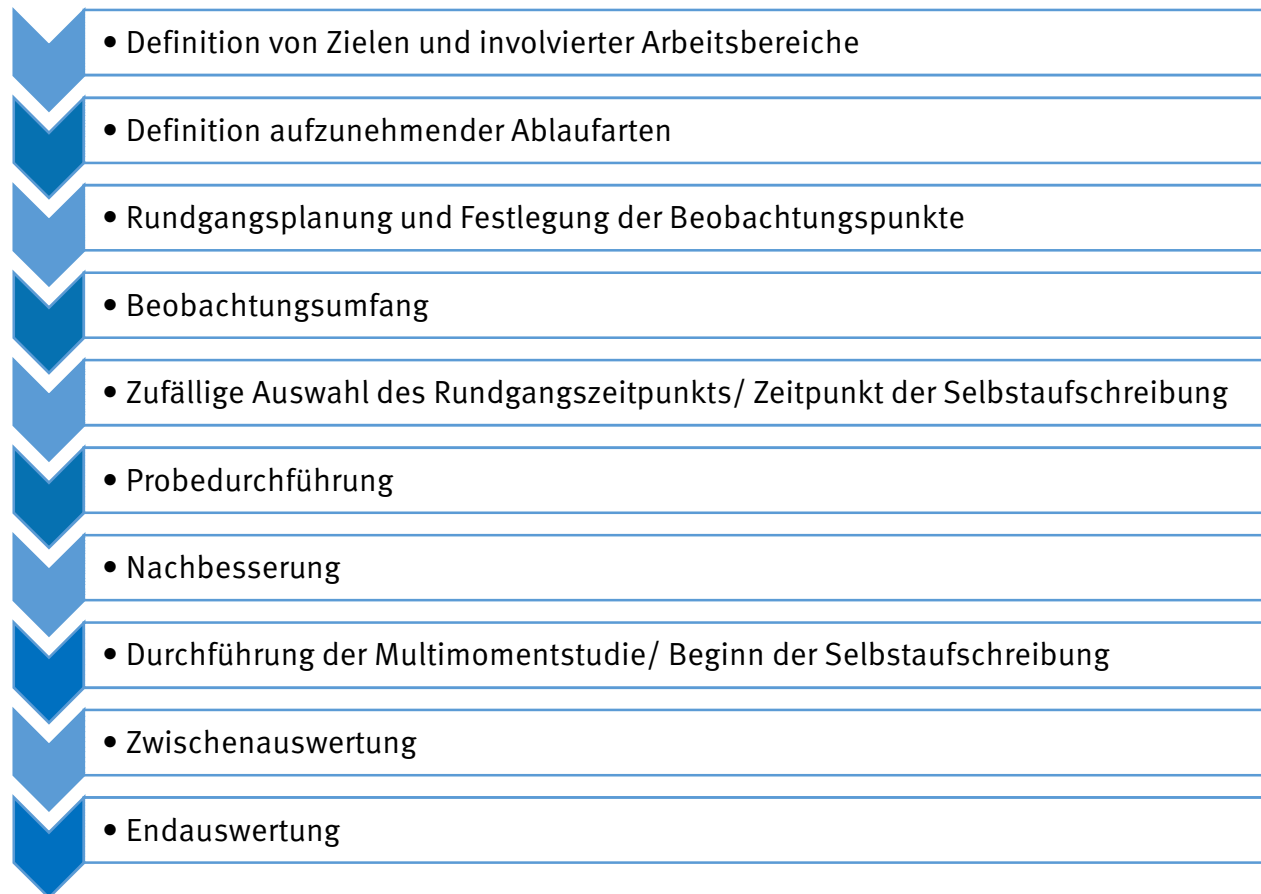 • Definition von Zielen und involvierter Arbeitsbereiche
• Definition aufzunehmender Ablaufarten
• Rundgangsplanung und Festlegung der Beobachtungspunkte
• Beobachtungsumfang
• Zufällige Auswahl des Rundgangszeitpunkts/ Zeitpunkt der Selbstaufschreibung
• Probedurchführung
• Nachbesserung
• Durchführung der Multimomentstudie/ Beginn der Selbstaufschreibung
• Zwischenauswertung
• Endauswertung